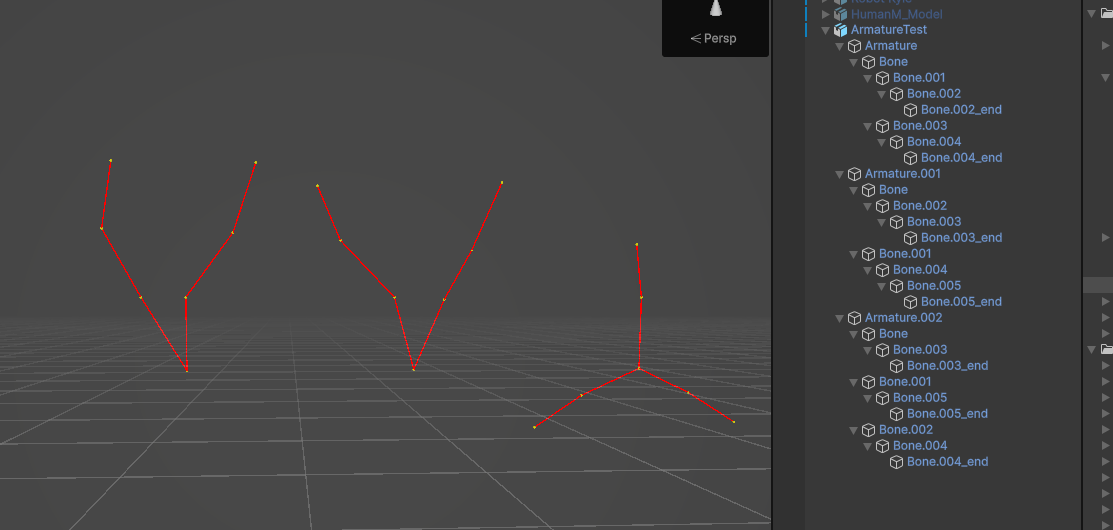 Persp
HumanM_Model
ArmatureTest
Armature
Bone
Bone.001
Bone.002
Bone.002_end
Bone.003
Bone.004
Bone.004_end
Armature.001
Bone
Bone.002
Bone.003
Bone.003_end
Bone.001
Bone.004
Bone.005
Bone.005_end
Armature.002
Bone
Bone.003
Bone.003_end
Bone.001
Bone.005
Bone.005_end
Bone.002
Bone.004
Bone.004_end